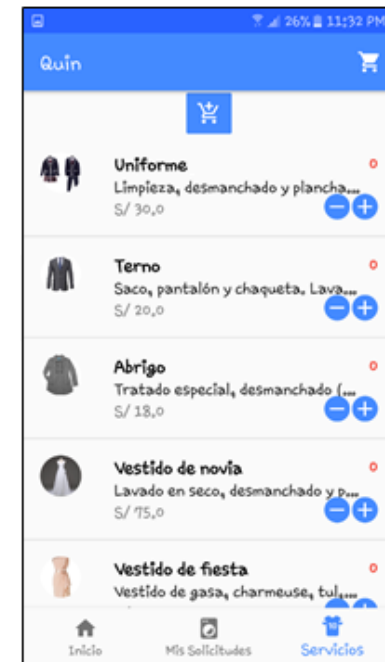 26% 11:32 PM
Quin
Uniforme
0
Limpieza, desmanchado y plancha...
S/ 30.0
Terno
0
Saco, pantalón y chaqueta. Lava...
S/ 20.0
Abrigo
0
Tratado especial, desmanchado (...
S/ 18.0
Vestido de novia
0
Lavado en seco, desmanchado y p...
S/ 75.0
Vestido de fiesta
0
Vestido de gasa, charmeuse, tul,...
Inicio
Mis Solicitudes
Servicios